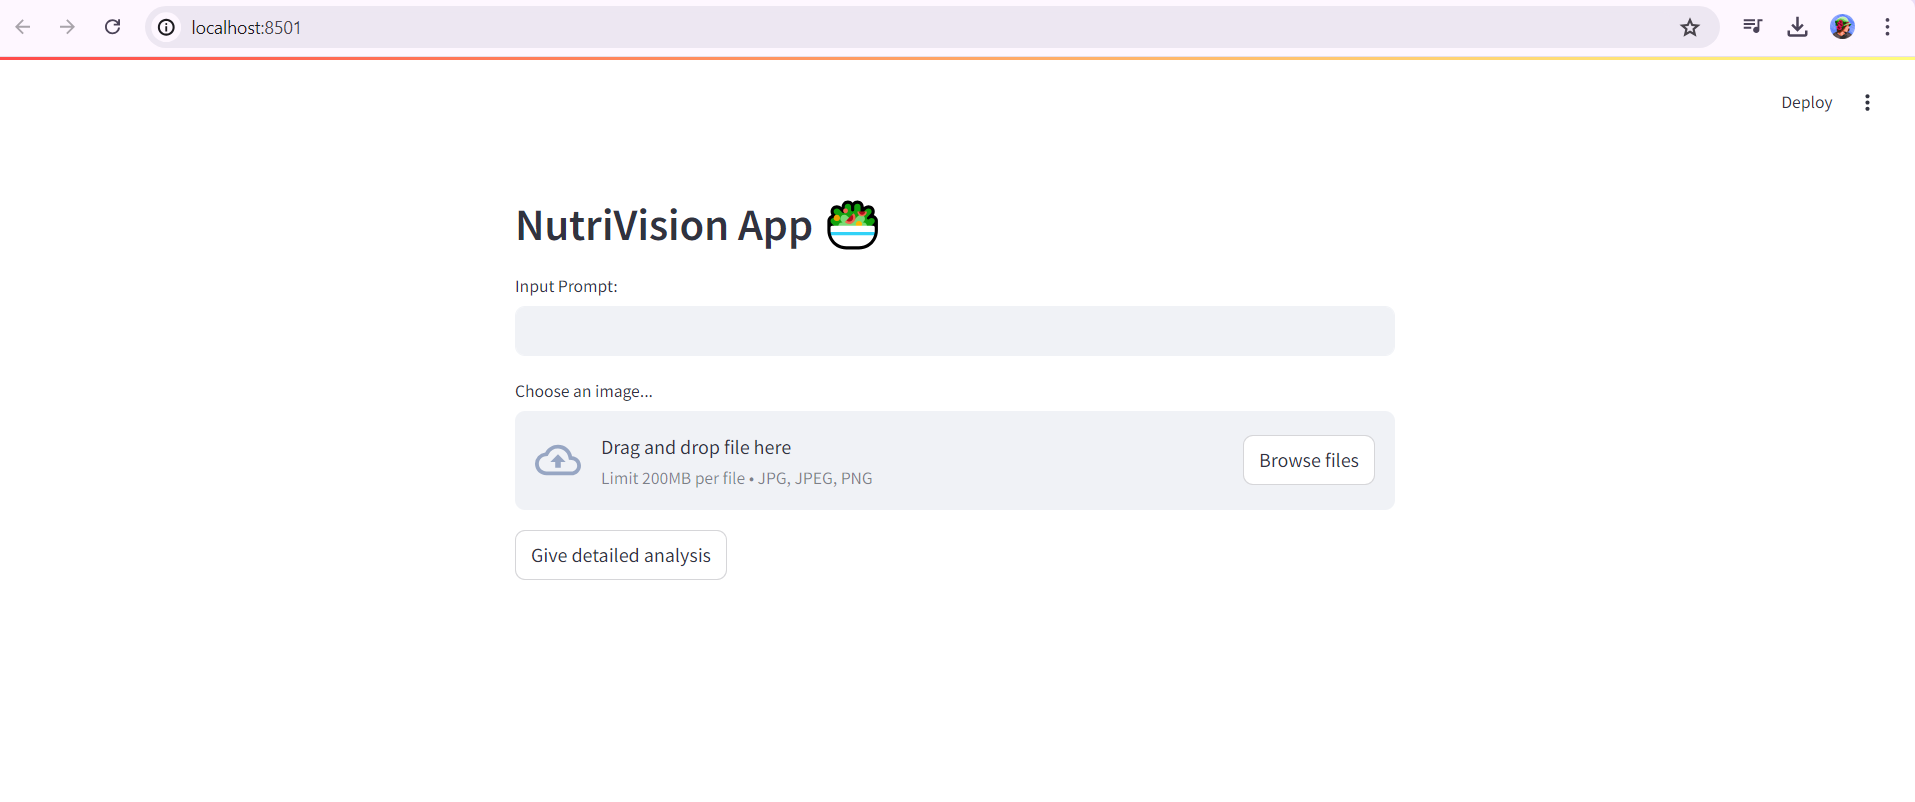 localhost:8501
Deploy
NutriVision App
Input Prompt:
Choose an image...
Drag and drop file here
Limit 200MB per file • JPG, JPEG, PNG
Browse files
Give detailed analysis